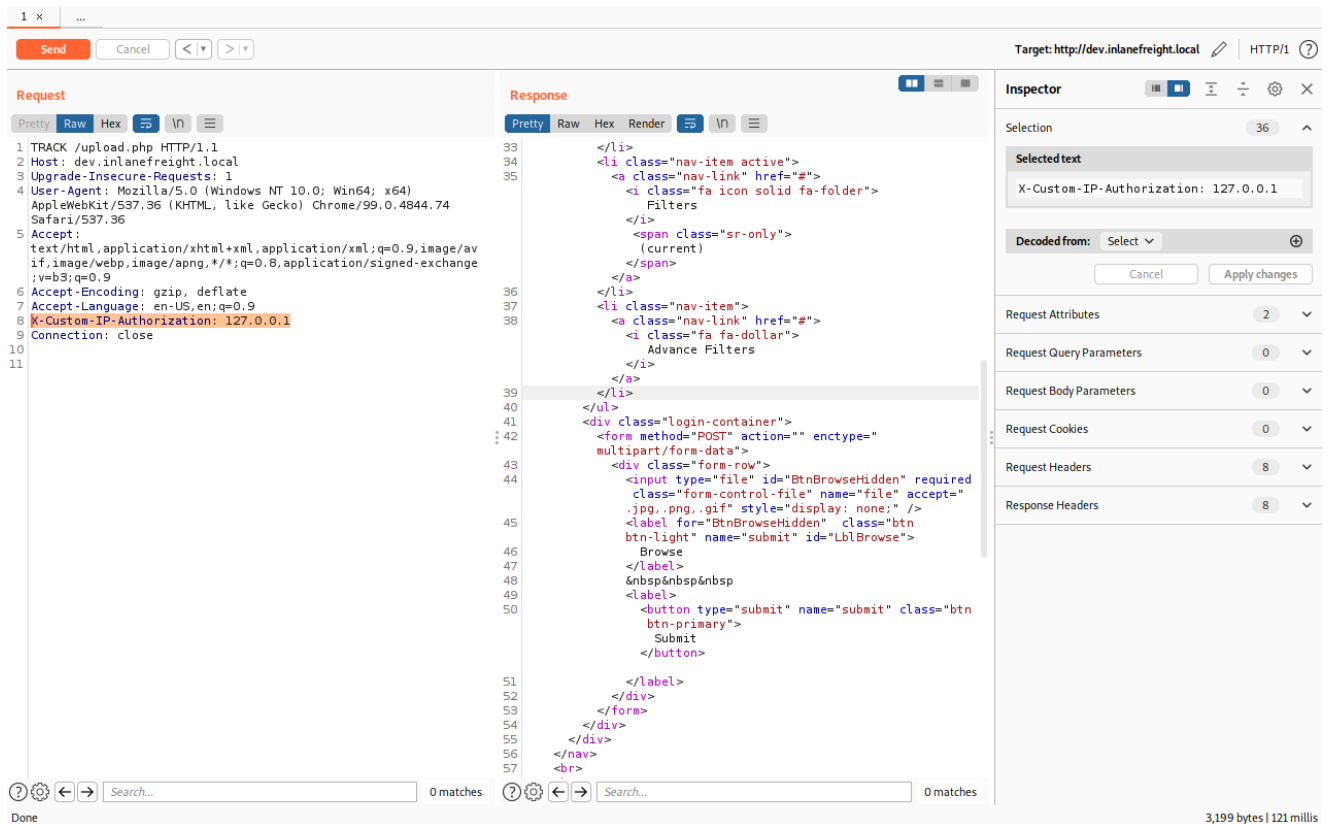 1 × ...
Send Cancel < > Target: http://dev.inlanefreight.local HTTP/1 ?
Request
Pretty Raw Hex \n
1 TRACK /upload.php HTTP/1.1
2 Host: dev.inlanefreight.local
3 Upgrade-Insecure-Requests: 1
4 User-Agent: Mozilla/5.0 (Windows NT 10.0; Win64; x64)
AppleWebKit/537.36 (KHTML, like Gecko) Chrome/99.0.4844.74
Safari/537.36
5 Accept:
text/html,application/xhtml+xml,application/xml;q=0.9,image/av
if,image/webp,image/apng,*/*;q=0.8,application/signed-exchange
;v=b3;q=0.9
6 Accept-Encoding: gzip, deflate
7 Accept-Language: en-US,en;q=0.9
8 X-Custom-IP-Authorization: 127.0.0.1
9 Connection: close
10
11
Search... 0 matches
Response
Pretty Raw Hex Render \n
33 </li>
34 <li class="nav-item active">
35 <a class="nav-link" href="#">
<i class="fa icon solid fa-folder">
Filters
</i>
<span class="sr-only">
(current)
</span>
</a>
36 </li>
37 <li class="nav-item">
38 <a class="nav-link" href="#">
<i class="fa fa-dollar">
Advance Filters
</i>
</a>
39 </li>
40 </ul>
41 <div class="login-container">
42 <form method="POST" action="" enctype="
multipart/form-data">
43 <div class="form-row">
44 <input type="file" id="BtnBrowseHidden" required
class="form-control-file" name="file" accept="
.jpg,.png,.gif" style="display: none;" />
45 <label for="BtnBrowseHidden" class="btn
btn-light" name="submit" id="LblBrowse">
46 Browse
47 </label>
48 &nbsp&nbsp&nbsp
49 <label>
50 <button type="submit" name="submit" class="btn
btn-primary">
Submit
</button>
51 </label>
52 </div>
53 </form>
54 </div>
55 </div>
56 </nav>
57 <br>
Search... 0 matches
Inspector
Selection 36
Selected text
X-Custom-IP-Authorization: 127.0.0.1
Decoded from: Select
Cancel Apply changes
Request Attributes 2
Request Query Parameters 0
Request Body Parameters 0
Request Cookies 0
Request Headers 8
Response Headers 8
Done 3,199 bytes | 121 millis